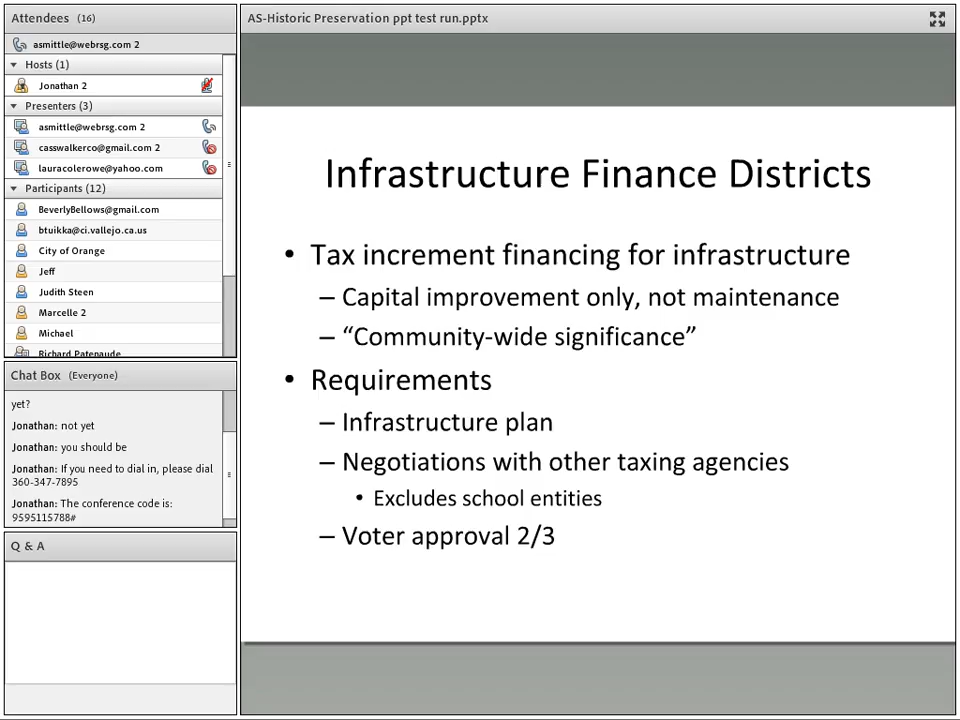 Attendees (16)
asmittle@webrsg.com 2
Hosts (1)
Jonathan 2
Presenters (3)
asmittle@webrsg.com 2
casswalkerco@gmail.com 2
lauracolerowe@yahoo.com
Participants (12)
BeverlyBellows@gmail.com
btuikka@ci.vallejo.ca.us
City of Orange
Jeff
Judith Steen
Marcelle 2
Michael
Richard Patenaude
Chat Box (Everyone)
yet?
Jonathan: not yet
Jonathan: you should be
Jonathan: If you need to dial in, please dial
360-347-7895
Jonathan: The conference code is:
9595115788#
Q & A
AS-Historic Preservation ppt test run.pptx
Infrastructure Finance Districts
• Tax increment financing for infrastructure
– Capital improvement only, not maintenance
– “Community-wide significance”
• Requirements
– Infrastructure plan
– Negotiations with other taxing agencies
• Excludes school entities
– Voter approval 2/3